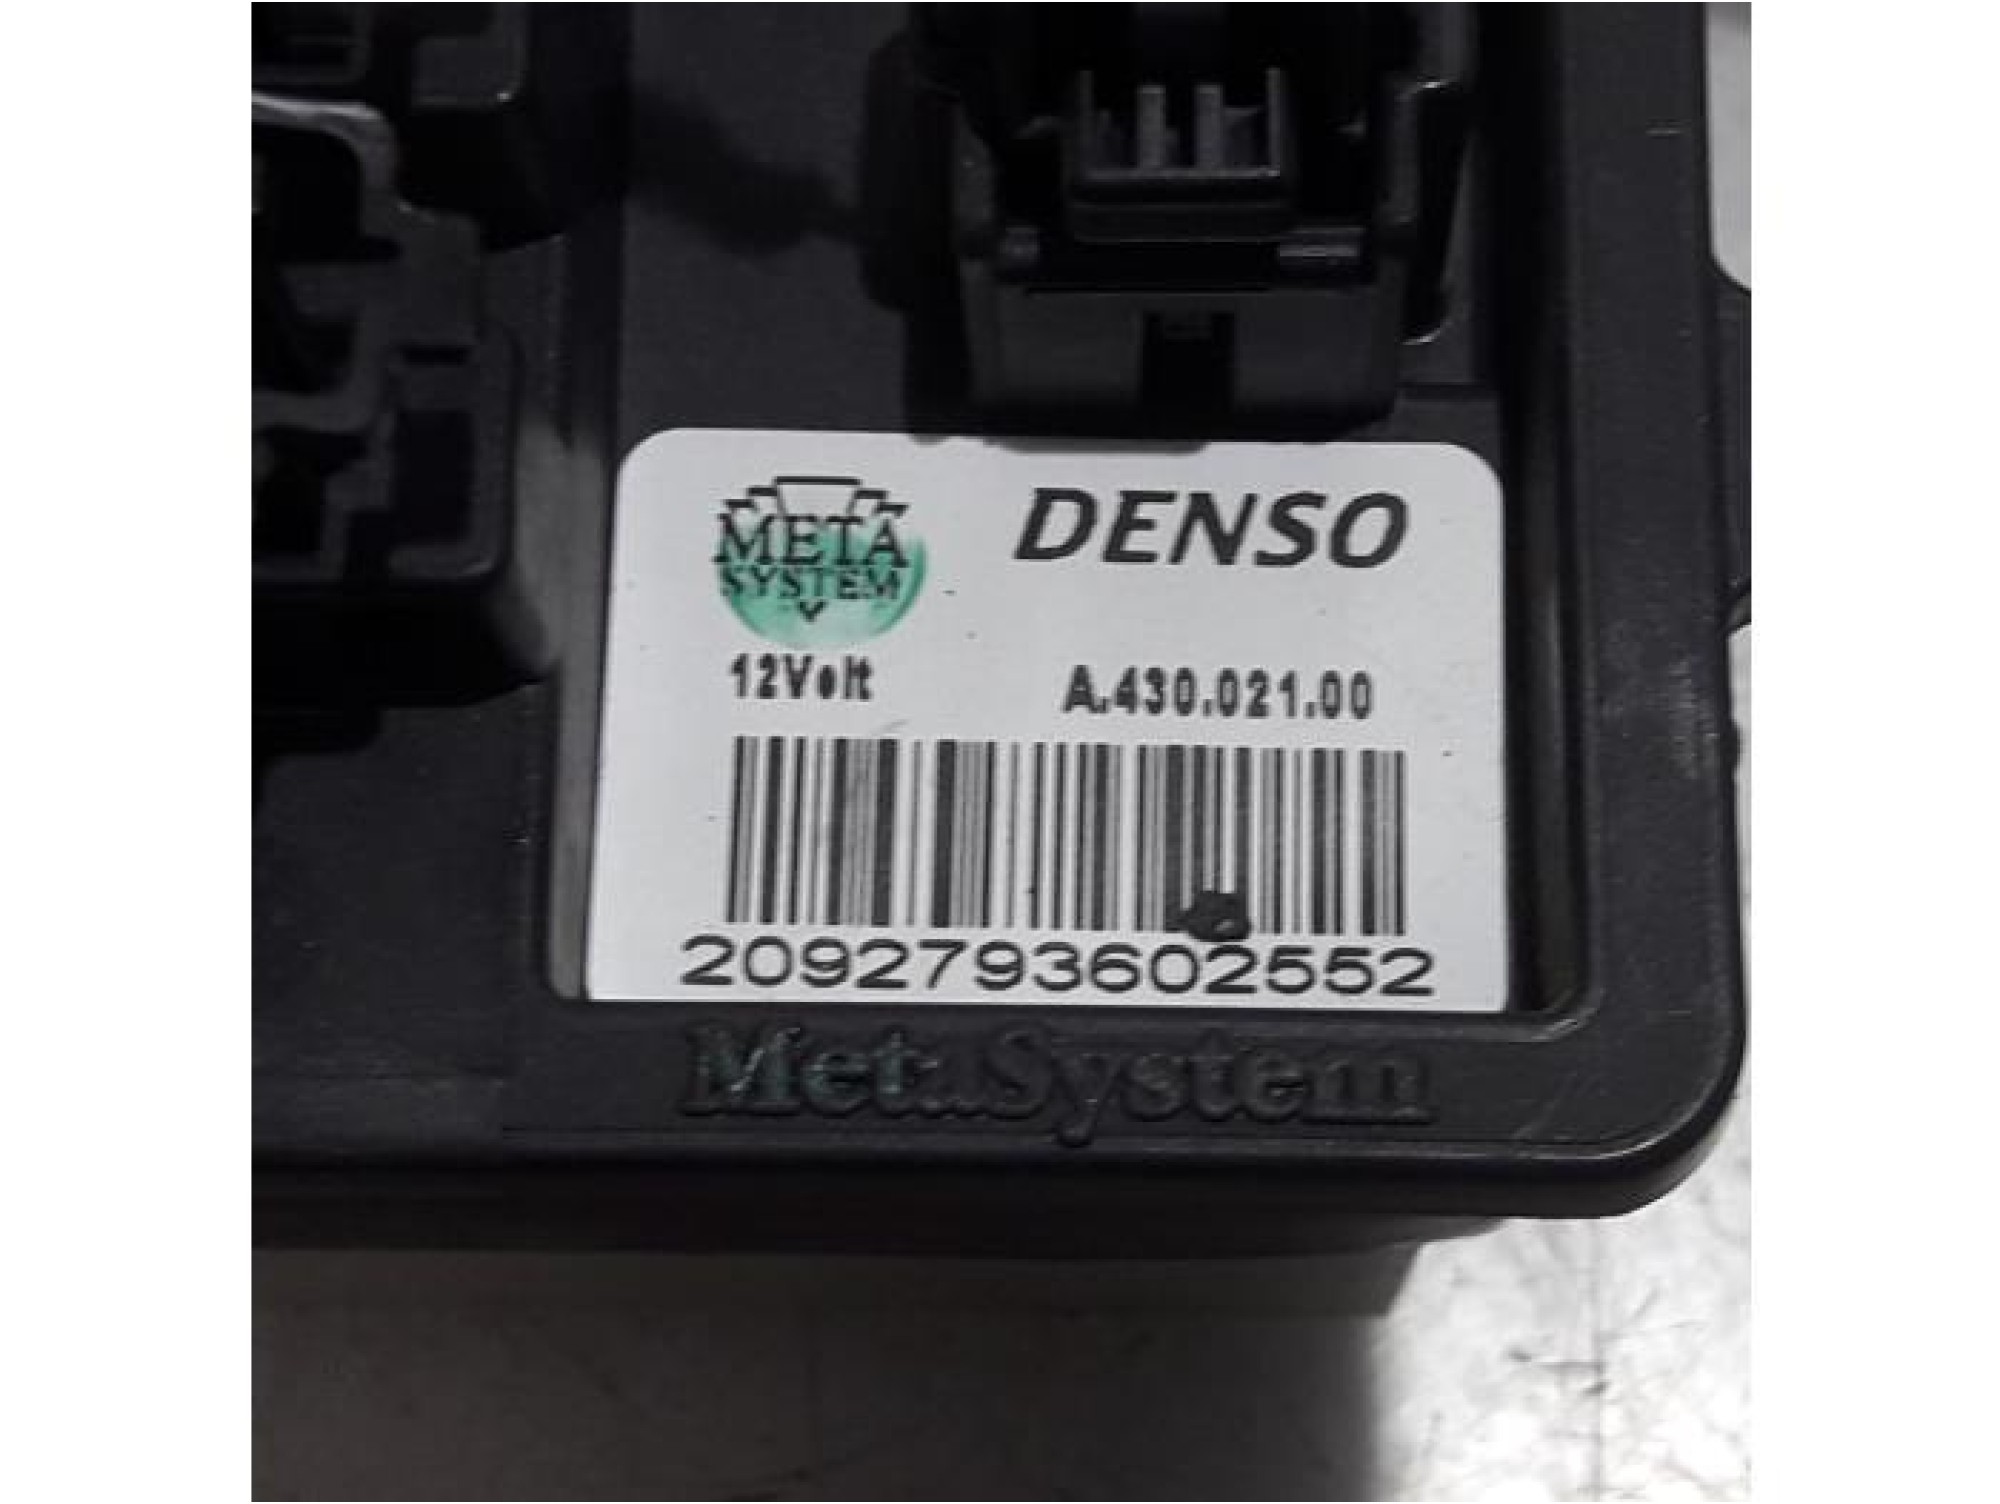 META
SYSTEM
DENSO
12Volt
A.430.021.00
2092793602552
MetaSystem